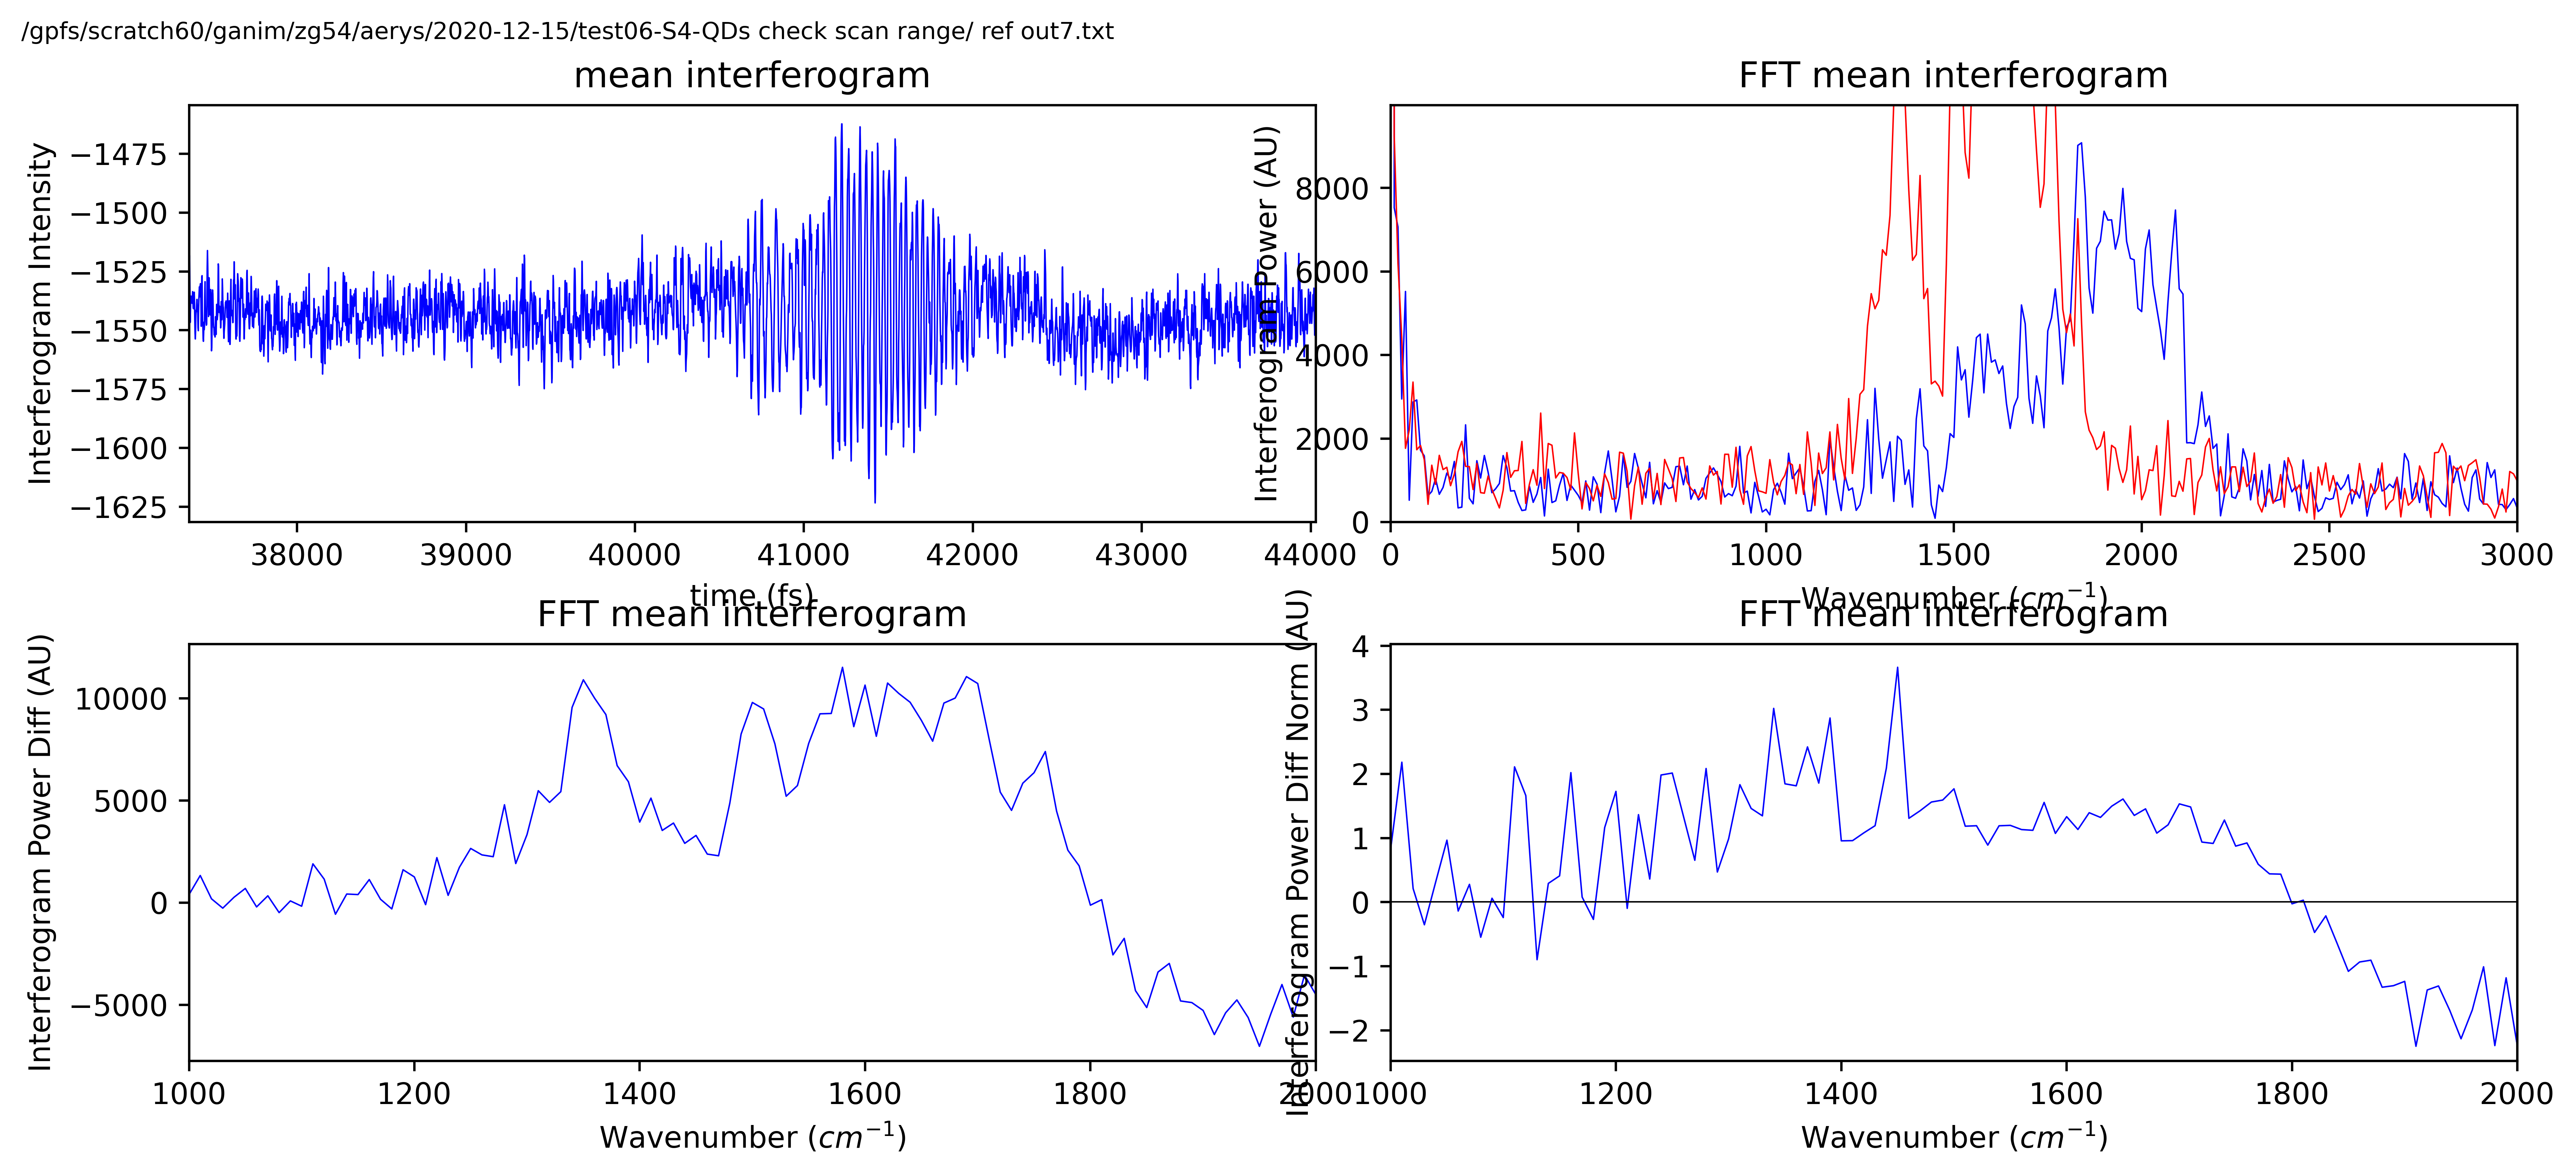 /gpfs/scratch60/ganim/zg54/aerys/2020-12-15/test06-S4-QDs check scan range/ ref out7.txt
mean interferogram
Interferogram Intensity
−1475
−1500
−1525
−1550
−1575
−1600
−1625
38000 39000 40000 41000 42000 43000 44000
time (fs)
FFT mean interferogram
Interferogram Power (AU)
8000
6000
4000
2000
0
0 500 1000 1500 2000 2500 3000
Wavenumber (cm⁻¹)
FFT mean interferogram
Interferogram Power Diff (AU)
10000
5000
0
−5000
1000 1200 1400 1600 1800 2000
Wavenumber (cm⁻¹)
FFT mean interferogram
Interferogram Power Diff Norm (AU)
4
3
2
1
0
−1
−2
1000 1200 1400 1600 1800 2000
Wavenumber (cm⁻¹)